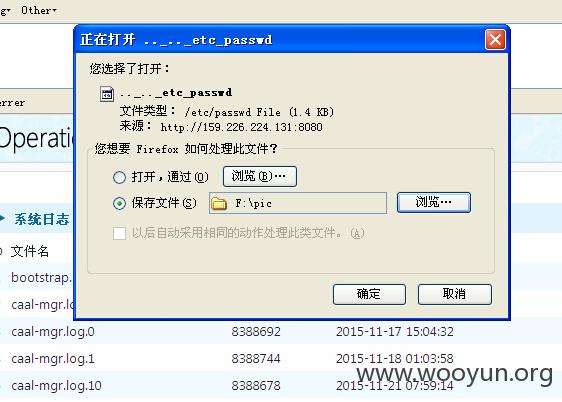 Other▾
正在打开 .._.._etc_passwd
您选择了打开：
.._.._etc_passwd
文件类型： /etc/passwd File (1.4 KB)
来源： http://159.226.224.131:8080
您想要 Firefox 如何处理此文件？
打开，通过(O) 浏览(B)…
保存文件(S) F:\pic 浏览…
以后自动采用相同的动作处理此类文件。(A)
确定 取消
Operation
系统日志
文件名
bootstrap.
caal-mgr.log
caal-mgr.log.0 8388692 2015-11-17 15:04:32
caal-mgr.log.1 8388744 2015-11-18 01:03:58
caal-mgr.log.10 8388678 2015-11-21 07:59:14
www.wooyun.org